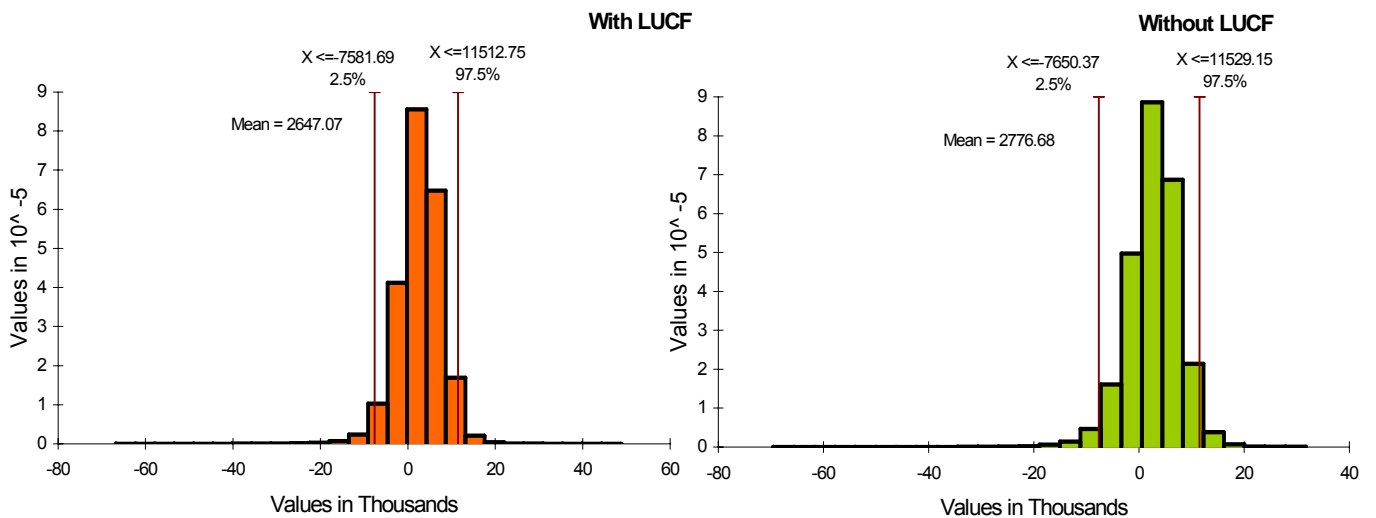 With LUCF
X <=-7581.69
2.5%
X <=11512.75
97.5%
Mean = 2647.07
Values in 10^ -5
9
8
7
6
5
4
3
2
1
0
-80 -60 -40 -20 0 20 40 60
Values in Thousands
Without LUCF
X <=-7650.37
2.5%
X <=11529.15
97.5%
Mean = 2776.68
Values in 10^ -5
9
8
7
6
5
4
3
2
1
0
-80 -60 -40 -20 0 20 40
Values in Thousands